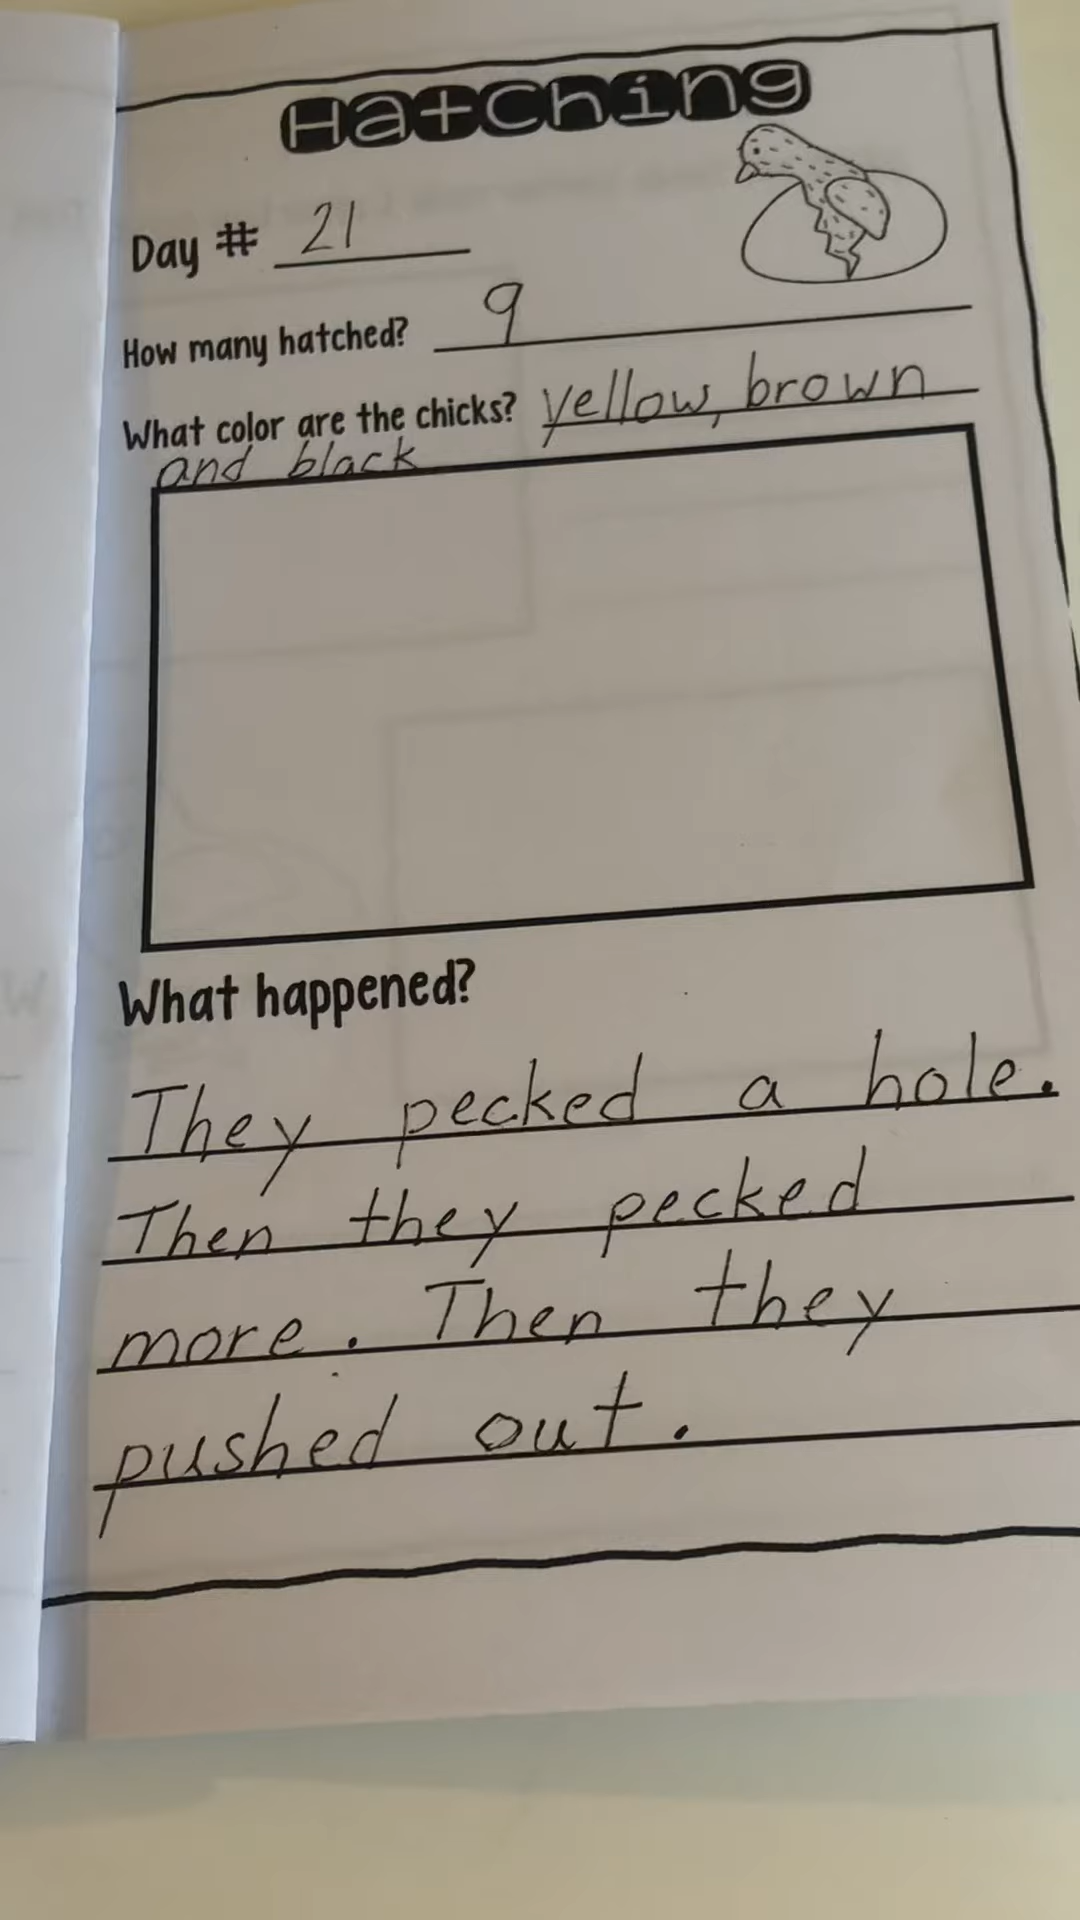 Hatching
Day # 21
How many hatched? 9
What color are the chicks? yellow, brown
and black
What happened?
They pecked a hole.
Then they pecked
more. Then they
pushed out.